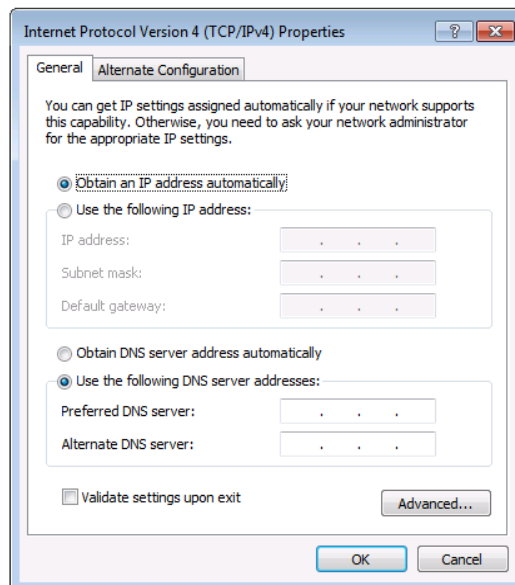 Internet Protocol Version 4 (TCP/IPv4) Properties
General
Alternate Configuration
You can get IP settings assigned automatically if your network supports
this capability. Otherwise, you need to ask your network administrator
for the appropriate IP settings.
Obtain an IP address automatically
Use the following IP address:
IP address:
Subnet mask:
Default gateway:
Obtain DNS server address automatically
Use the following DNS server addresses:
Preferred DNS server:
Alternate DNS server:
Validate settings upon exit
Advanced...
OK
Cancel